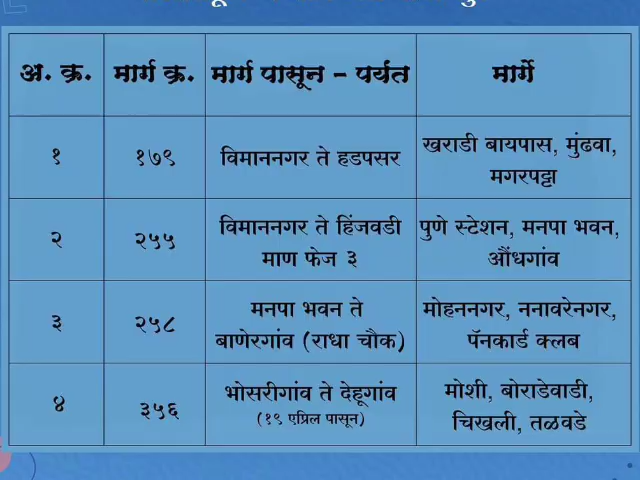 अ. क्र. मार्ग क्र. मार्ग पासून – पर्यंत मार्गे
१ १७९ विमाननगर ते हडपसर खराडी बायपास, मुंढवा,
मगरपट्टा
२ २५५ विमाननगर ते हिंजवडी पुणे स्टेशन, मनपा भवन,
माण फेज ३ औंधगांव
३ २५८ मनपा भवन ते मोहननगर, ननावरेनगर,
बाणेरगांव (राधा चौक) पॅनकार्ड क्लब
४ ३५६ भोसरीगांव ते देहूगांव मोशी, बोराडेवाडी,
(१९ एप्रिल पासून) चिखली, तळवडे